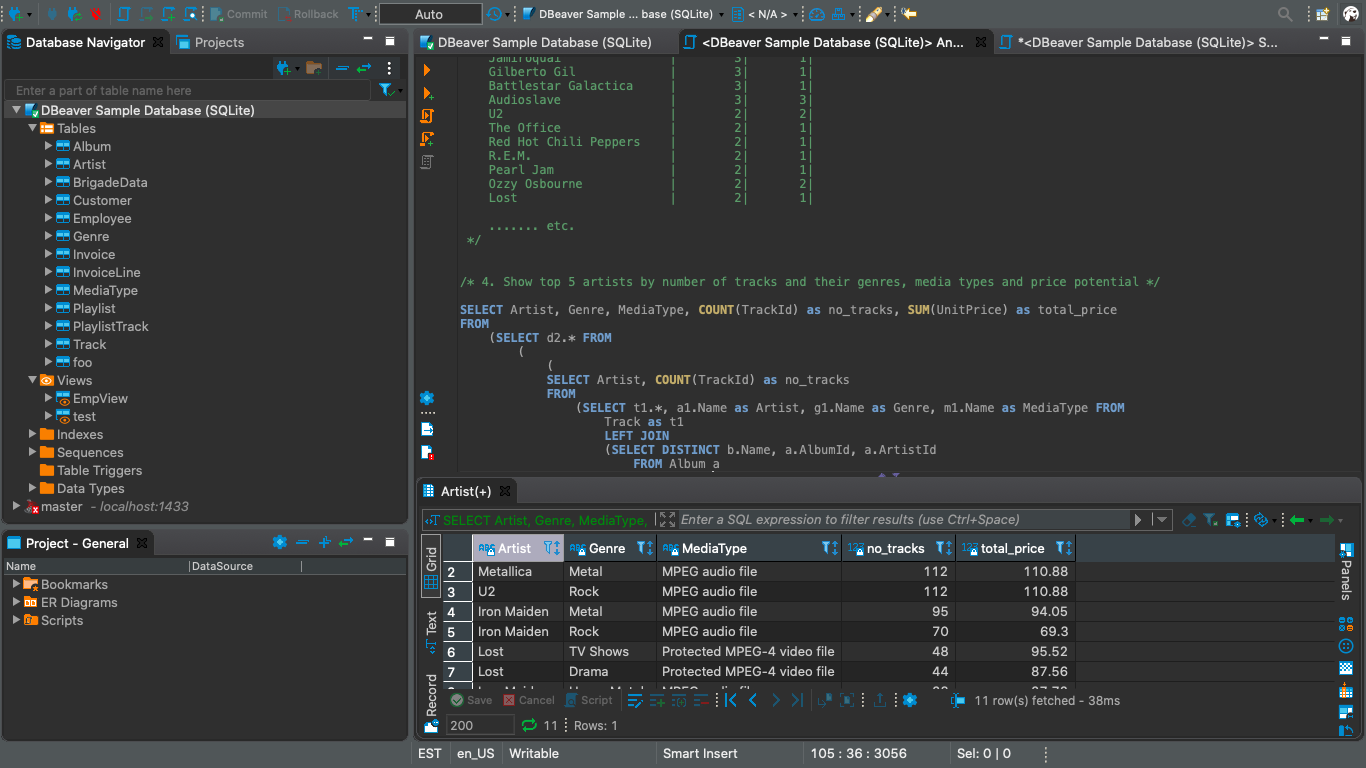 Commit Rollback Auto DBeaver Sample ... base (SQLite) < N/A >
Database Navigator Projects
Enter a part of table name here
DBeaver Sample Database (SQLite)
Tables
Album
Artist
BrigadeData
Customer
Employee
Genre
Invoice
InvoiceLine
MediaType
Playlist
PlaylistTrack
Track
foo
Views
EmpView
test
Indexes
Sequences
Table Triggers
Data Types
master - localhost:1433
Project - General
Name DataSource
Bookmarks
ER Diagrams
Scripts
DBeaver Sample Database (SQLite) <DBeaver Sample Database (SQLite)> An... *<DBeaver Sample Database (SQLite)> S...
Jamiroquai | 3| 1|
Gilberto Gil | 3| 1|
Battlestar Galactica | 3| 1|
Audioslave | 3| 3|
U2 | 2| 2|
The Office | 2| 1|
Red Hot Chili Peppers | 2| 1|
R.E.M. | 2| 1|
Pearl Jam | 2| 1|
Ozzy Osbourne | 2| 2|
Lost | 2| 1|
....... etc.
*/
/* 4. Show top 5 artists by number of tracks and their genres, media types and price potential */
SELECT Artist, Genre, MediaType, COUNT(TrackId) as no_tracks, SUM(UnitPrice) as total_price
FROM
(SELECT d2.* FROM
(
(
SELECT Artist, COUNT(TrackId) as no_tracks
FROM
(SELECT t1.*, a1.Name as Artist, g1.Name as Genre, m1.Name as MediaType FROM
Track as t1
LEFT JOIN
(SELECT DISTINCT b.Name, a.AlbumId, a.ArtistId
FROM Album a
Artist(+)
SELECT Artist, Genre, MediaType, Enter a SQL expression to filter results (use Ctrl+Space)
Grid
Text
Record
Artist Genre MediaType no_tracks total_price
2 Metallica Metal MPEG audio file 112 110.88
3 U2 Rock MPEG audio file 112 110.88
4 Iron Maiden Metal MPEG audio file 95 94.05
5 Iron Maiden Rock MPEG audio file 70 69.3
6 Lost TV Shows Protected MPEG-4 video file 48 95.52
7 Lost Drama Protected MPEG-4 video file 44 87.56
Panels
Save Cancel Script 11 row(s) fetched - 38ms
200 11 Rows: 1
EST en_US Writable Smart Insert 105 : 36 : 3056 Sel: 0 | 0